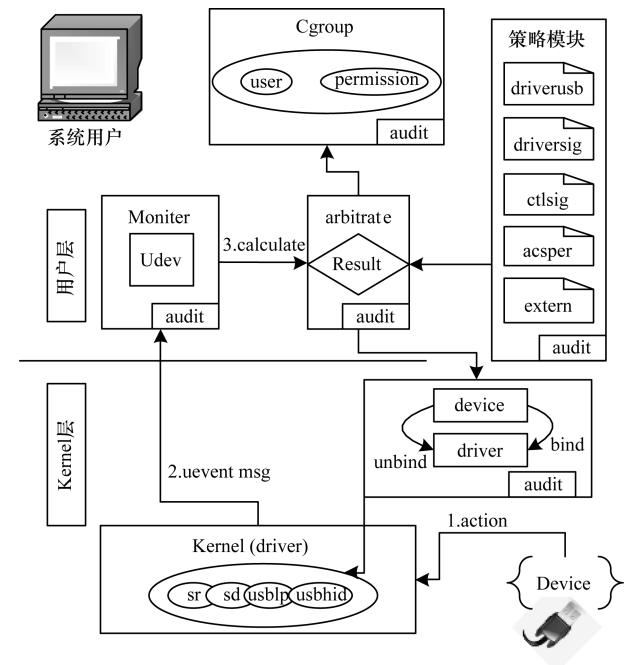 Cgroup
user
permission
audit
系统用户
策略模块
driverusb
driversig
ctlsig
acsper
extern
audit
用户层
Moniter
Udev
audit
3.calculate
arbitrate
Result
audit
Kernel层
device
driver
unbind
bind
audit
2.uevent msg
1.action
Kernel (driver)
sr
sd
usblp
usbhid
Device